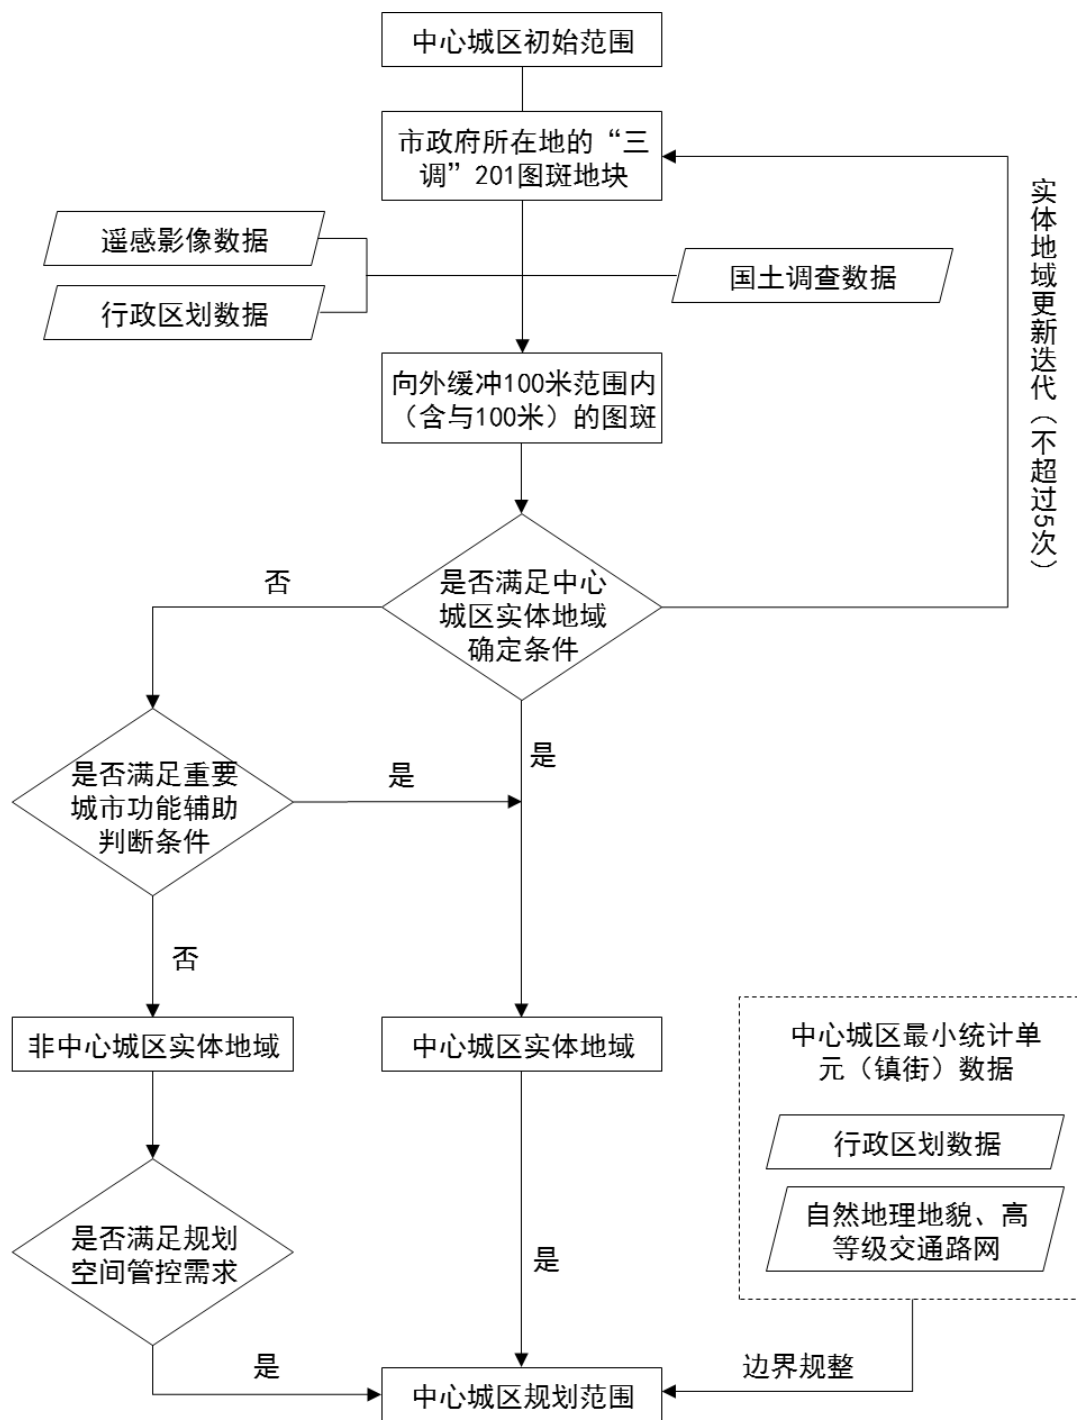 中心城区初始范围
市政府所在地的“三
调”201图斑地块
遥感影像数据
行政区划数据
国土调查数据
实体地域更新迭代（不超过5次）
向外缓冲100米范围内
（含与100米）的图斑
是否满足中心
城区实体地域
确定条件
否
是
是否满足重要
城市功能辅助
判断条件
是
否
非中心城区实体地域
中心城区实体地域
中心城区最小统计单
元（镇街）数据
行政区划数据
自然地理地貌、高
等级交通路网
是否满足规划
空间管控需求
是
是
边界规整
中心城区规划范围